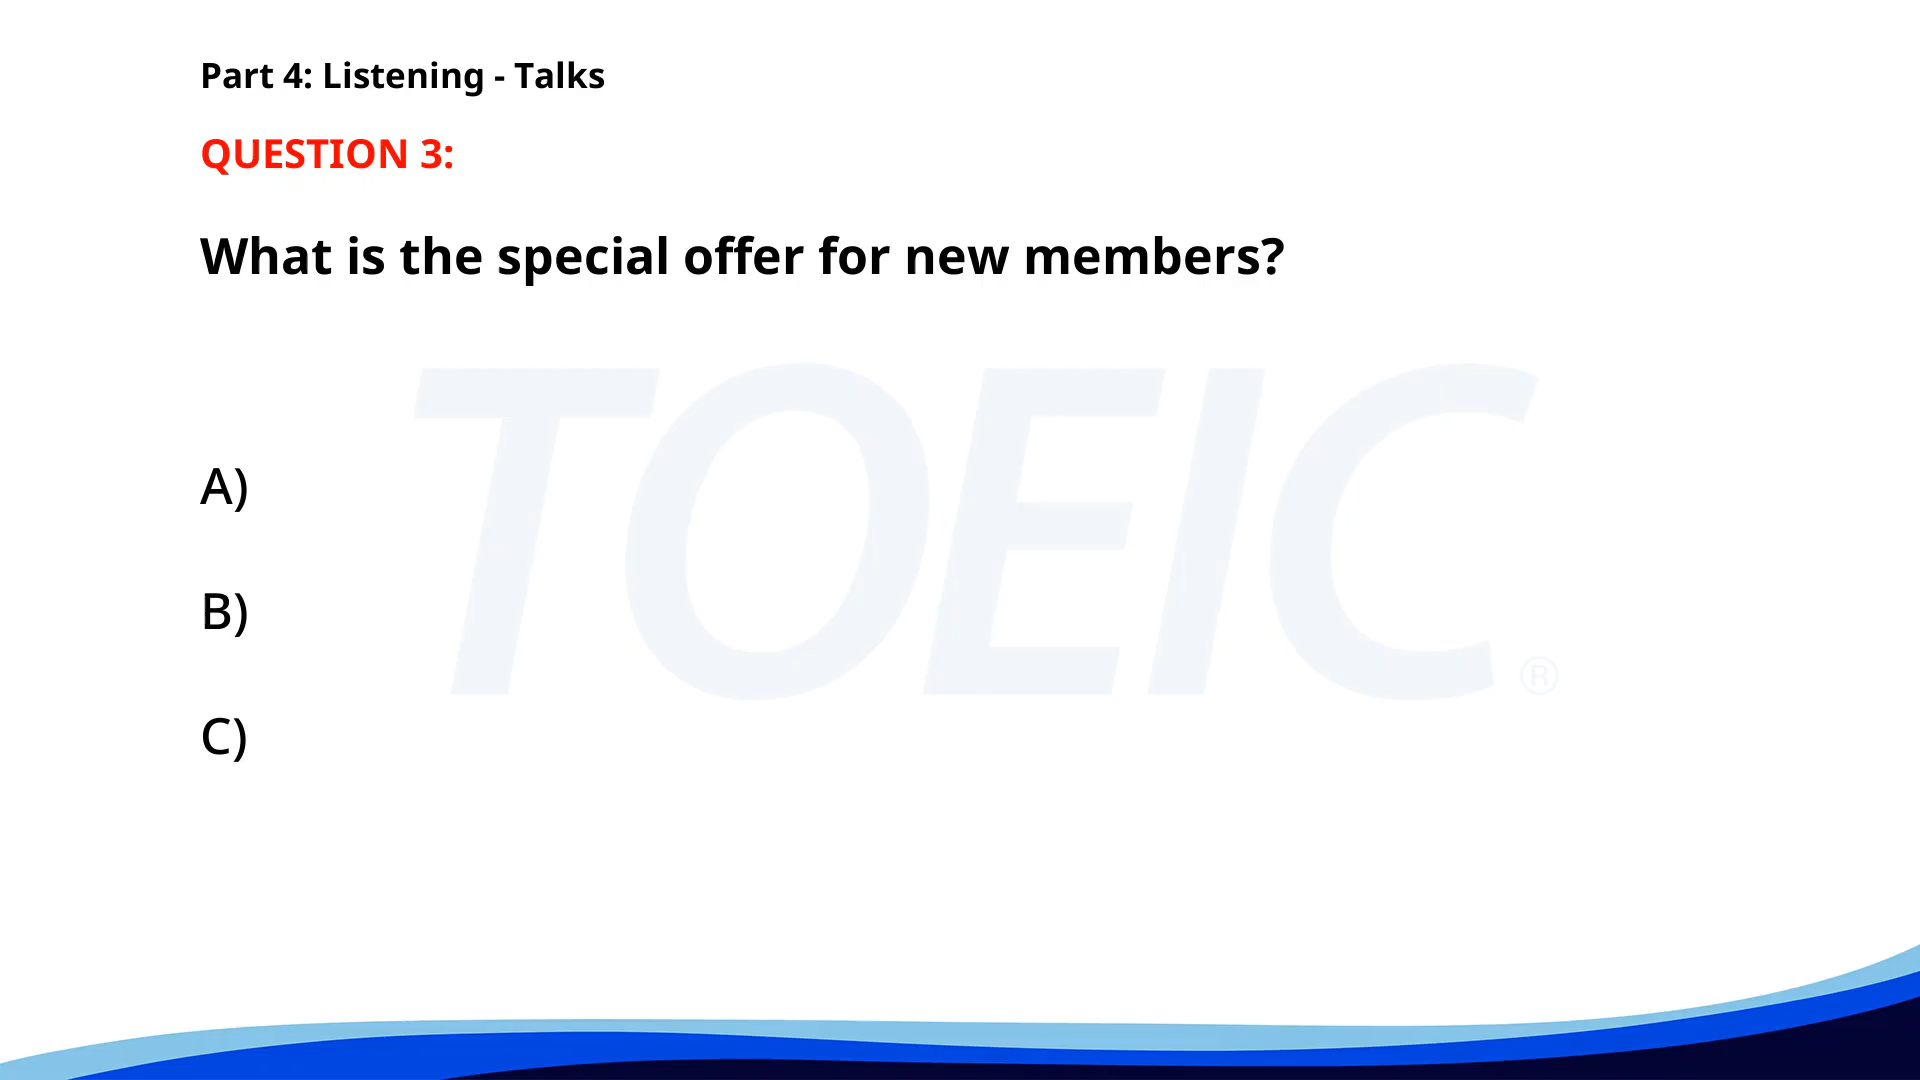 Part 4: Listening - Talks
QUESTION 3:
What is the special offer for new members?
TOEIC®
A)
B)
C)